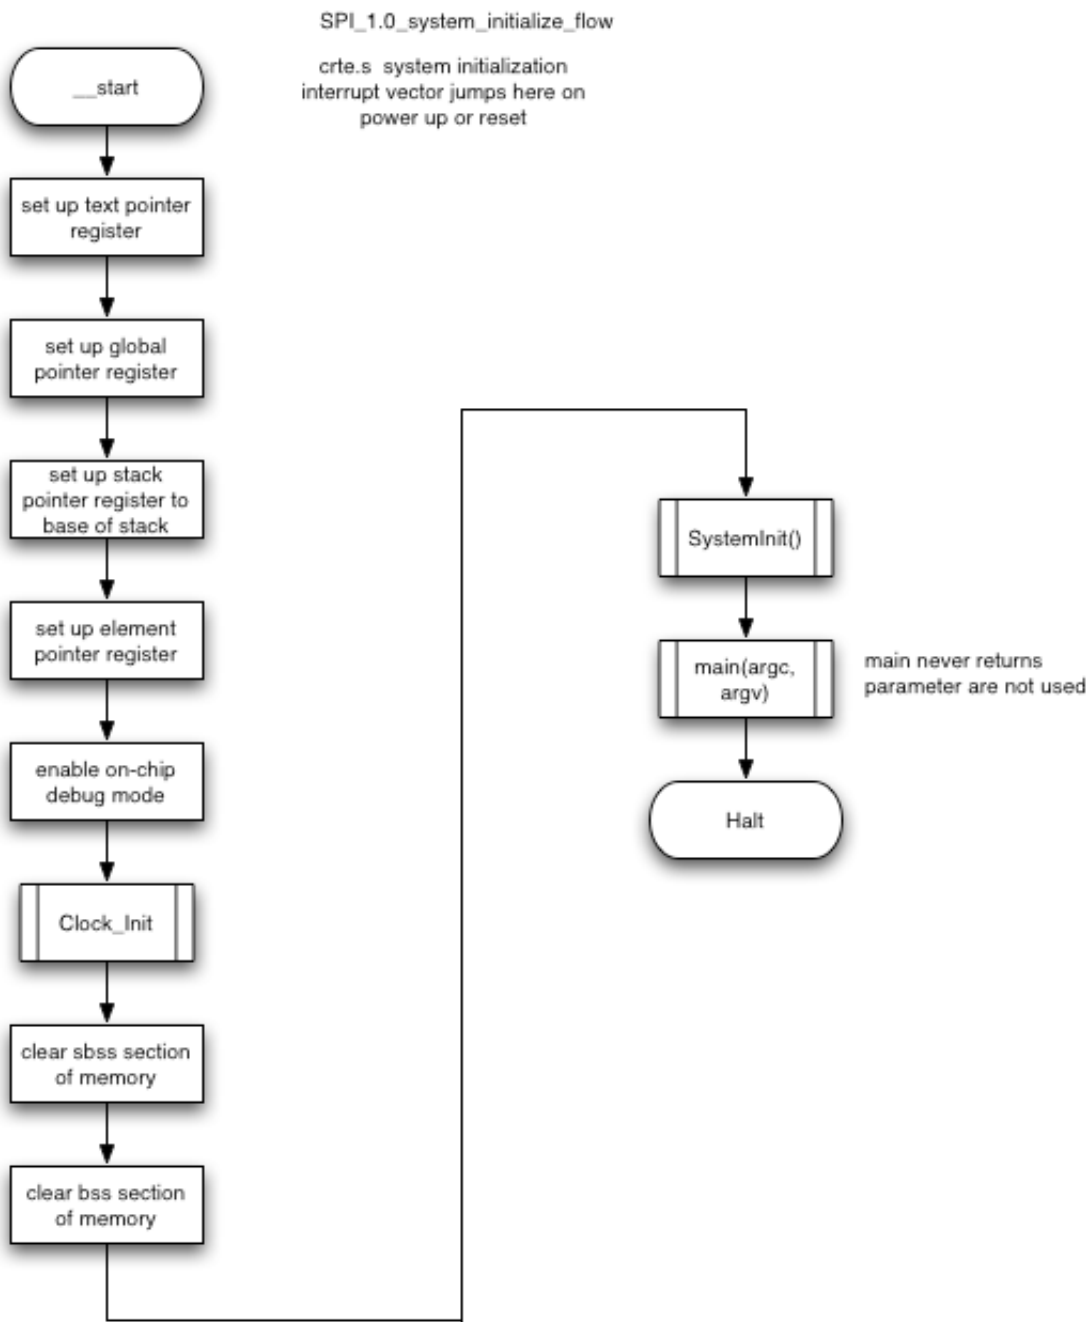 SPI_1.0_system_initialize_flow
crte.s system initialization
interrupt vector jumps here on
power up or reset
__start
set up text pointer
register
set up global
pointer register
set up stack
pointer register to
base of stack
set up element
pointer register
enable on-chip
debug mode
Clock_Init
clear sbss section
of memory
clear bss section
of memory
SystemInit()
main(argc,
argv)
main never returns
parameter are not used
Halt